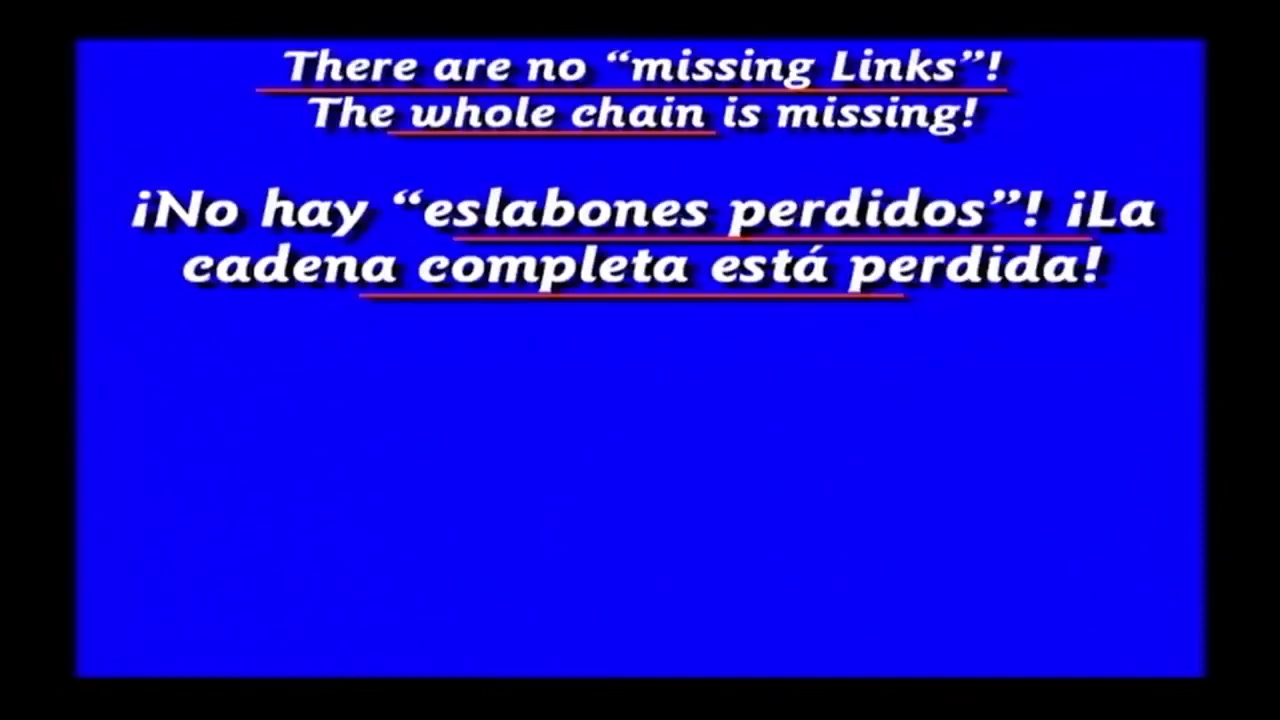 There are no “missing Links”!
The whole chain is missing!
¡No hay “eslabones perdidos”! ¡La
cadena completa está perdida!